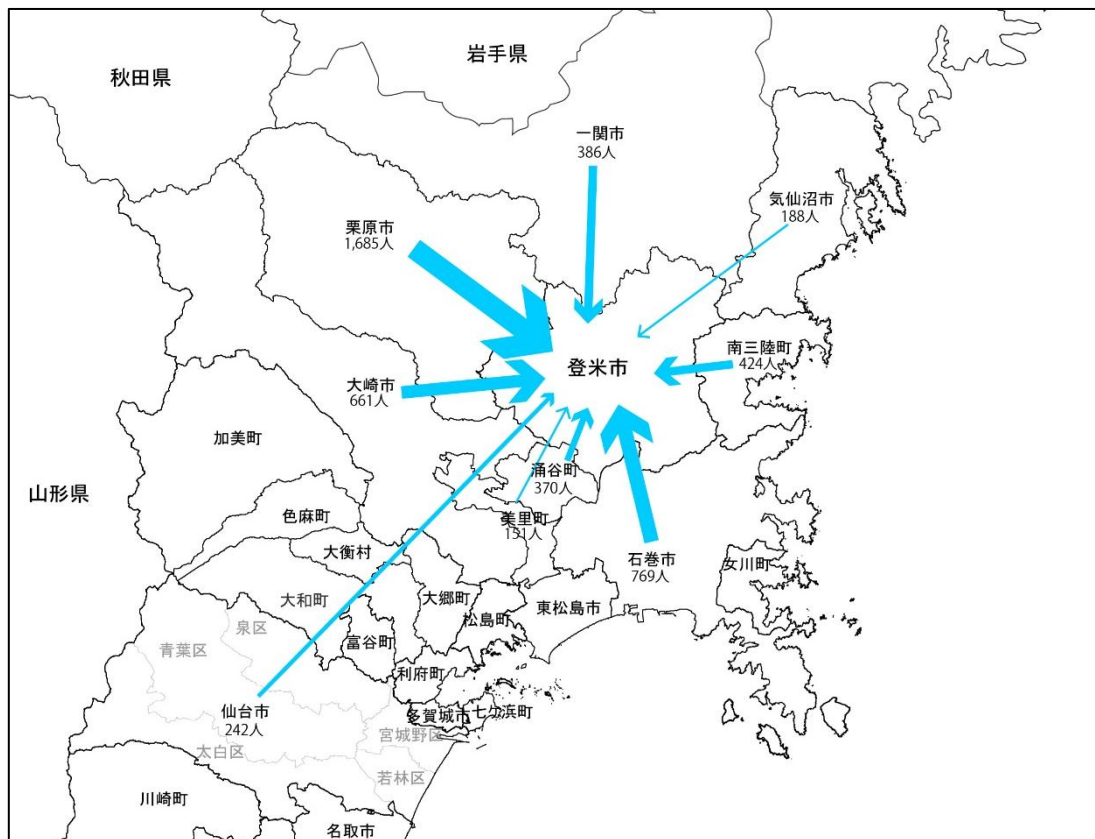 岩手県
秋田県
一関市
386人
気仙沼市
188人
栗原市
1,685人
南三陸町
424人
登米市
大崎市
661人
加美町
涌谷町
370人
山形県
色麻町
美里町
151人
大衡村
石巻市
769人
女川町
大和町
大郷町
松島町
東松島市
泉区
富谷町
青葉区
利府町
仙台市
242人
多賀城市
七ケ浜町
宮城野区
太白区
若林区
川崎町
名取市